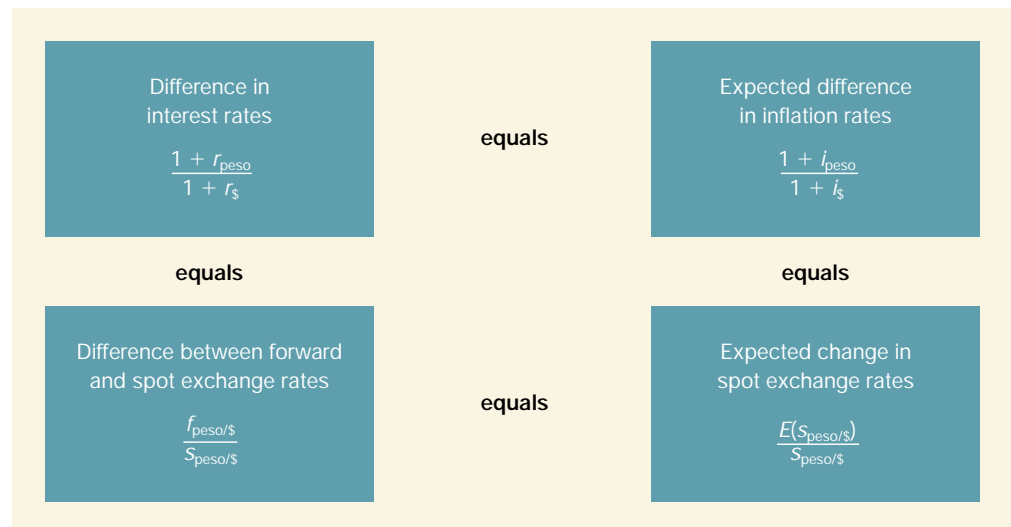 Difference in
interest rates
1 + r_peso
1 + r_$
equals
Expected difference
in inflation rates
1 + i_peso
1 + i_$
equals
equals
Difference between forward
and spot exchange rates
f_peso/$
s_peso/$
equals
Expected change in
spot exchange rates
E(s_peso/$)
s_peso/$